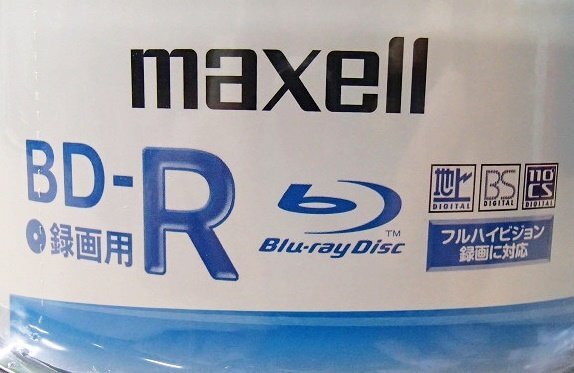 maxell
BD-R
録画用
Blu-ray Disc™
地上 DIGITAL
BS DIGITAL
110°CS DIGITAL
フルハイビジョン
録画に対応